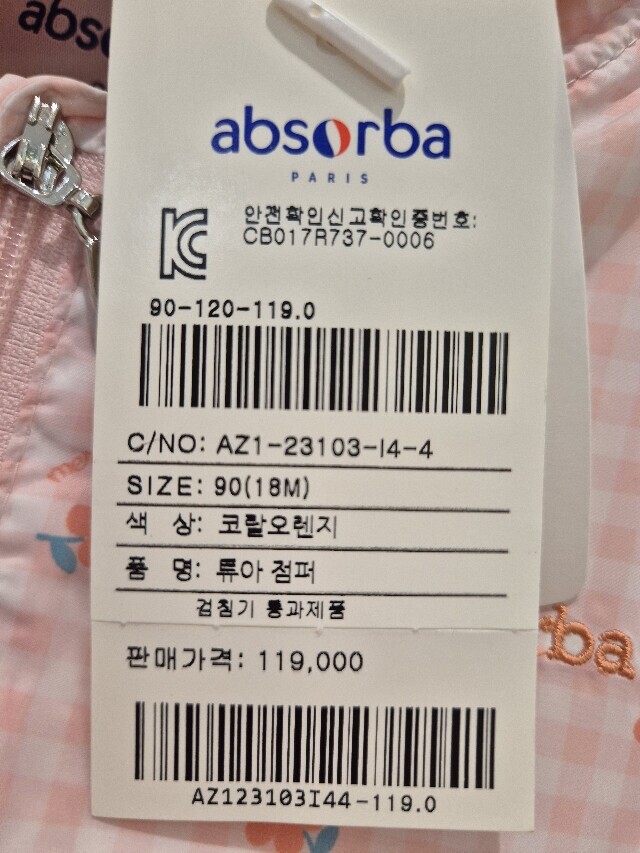 abso
absorba
PARIS
안전확인신고확인증번호:
CB017R737-0006
90-120-119.0
C/NO: AZ1-23103-I4-4
SIZE: 90(18M)
색 상: 코랄오렌지
품 명: 류아 점퍼
검침기 통과제품
판매가격: 119,000
AZ123103I44-119.0
ba